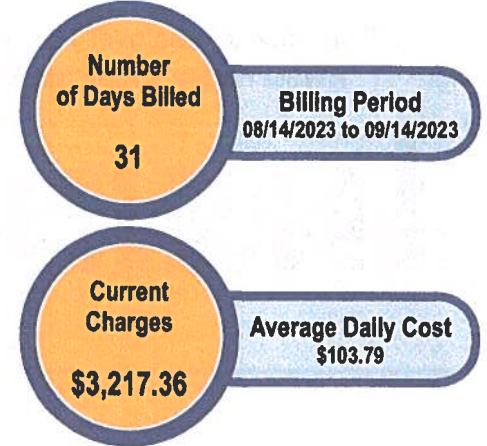 Number
of Days Billed
31
Billing Period
08/14/2023 to 09/14/2023
Current
Charges
$3,217.36
Average Daily Cost
$103.79